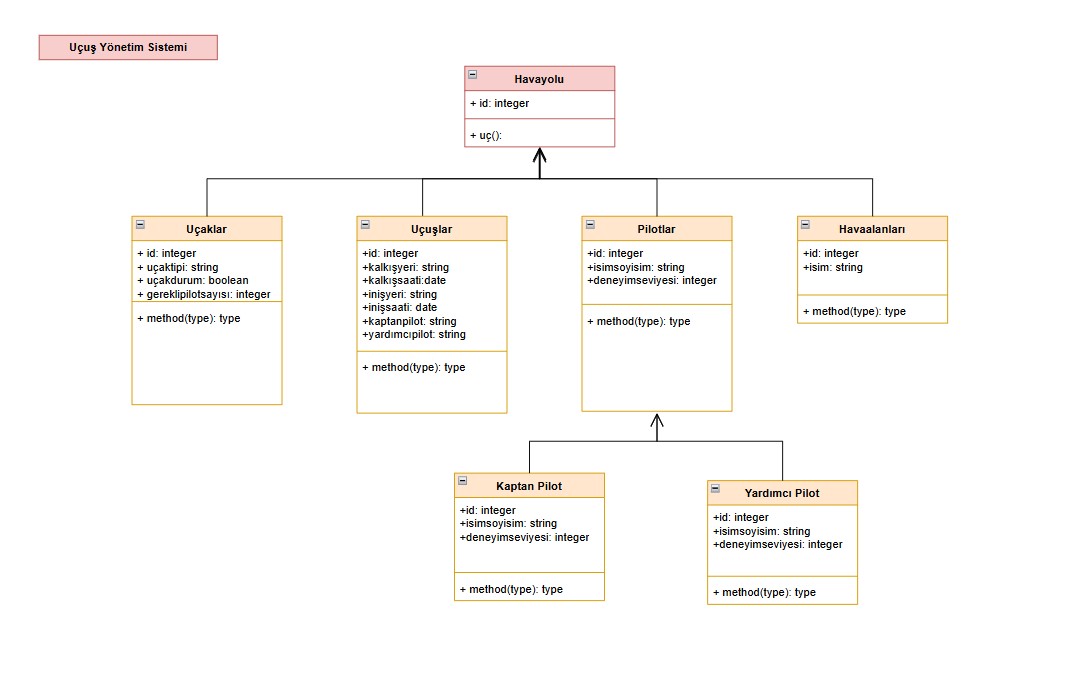 Uçuş Yönetim Sistemi
Havayolu
+ id: integer
+ uç():
Uçaklar
+ id: integer
+ uçaktipi: string
+ uçakdurum: boolean
+ gereklipilotsayısı: integer
+ method(type): type
Uçuşlar
+id: integer
+kalkışyeri: string
+kalkışsaati:date
+inişyeri: string
+inişsaati: date
+kaptanpilot: string
+yardımcıpilot: string
+ method(type): type
Pilotlar
+id: integer
+isimsoyisim: string
+deneyimseviyesi: integer
+ method(type): type
Havaalanları
+id: integer
+isim: string
+ method(type): type
Kaptan Pilot
+id: integer
+isimsoyisim: string
+deneyimseviyesi: integer
+ method(type): type
Yardımcı Pilot
+id: integer
+isimsoyisim: string
+deneyimseviyesi: integer
+ method(type): type